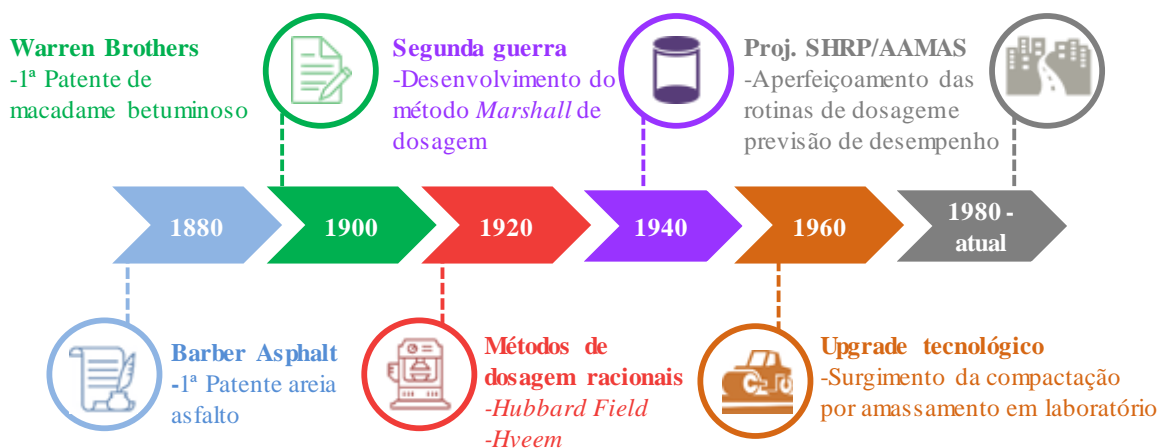 Warren Brothers
-1ª Patente de
macadame betuminoso
Segunda guerra
-Desenvolvimento do
método Marshall de
dosagem
Proj. SHRP/AAMAS
-Aperfeiçoamento das
rotinas de dosageme
previsão de desempenho
1880
1900
1920
1940
1960
1980 -
atual
Barber Asphalt
-1ª Patente areia
asfalto
Métodos de
dosagem racionais
-Hubbard Field
-Hveem
Upgrade tecnológico
-Surgimento da compactação
por amassamento em laboratório